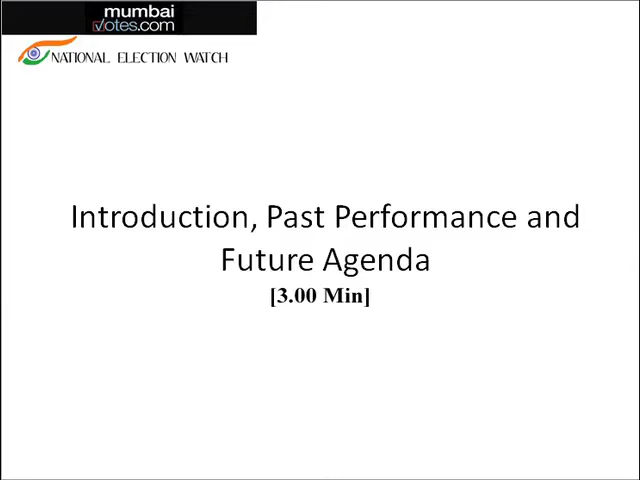 mumbai
votes.com
NATIONAL ELECTION WATCH
Introduction, Past Performance and
Future Agenda
[3.00 Min]